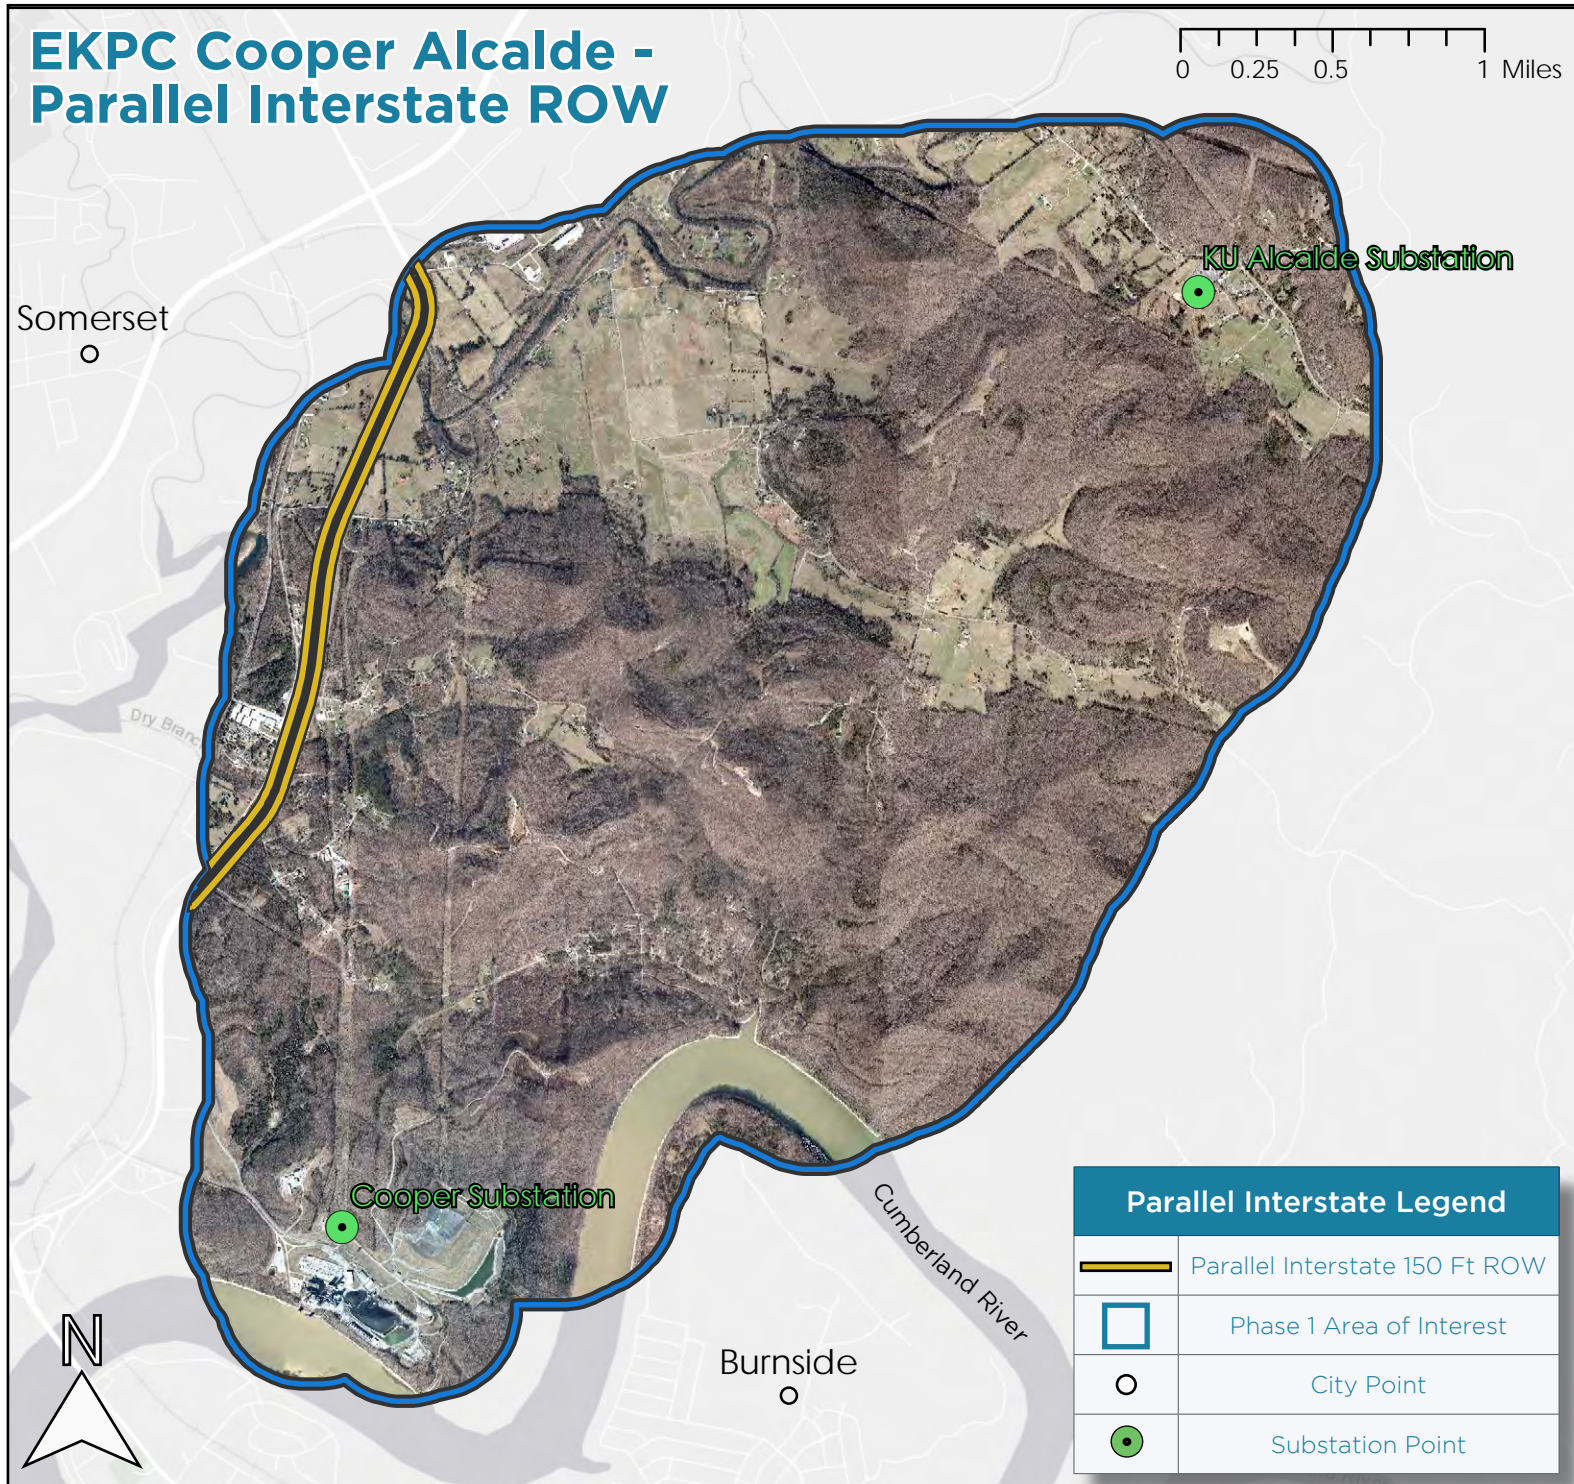 EKPC Cooper Alcalde -
Parallel Interstate ROW
0 0.25 0.5 1 Miles
KU Alcalde Substation
Somerset
Dry Branc
Cooper Substation
Cumberland River
Burnside
N
Parallel Interstate Legend
Parallel Interstate 150 Ft ROW
Phase 1 Area of Interest
City Point
Substation Point